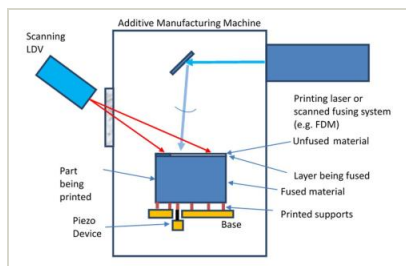 Additive Manufacturing Machine
Scanning
LDV
Printing laser or
scanned fusing system
(e.g. FDM)
Unfused material
Layer being fused
Part
being
printed
Fused material
Printed supports
Piezo
Device
Base